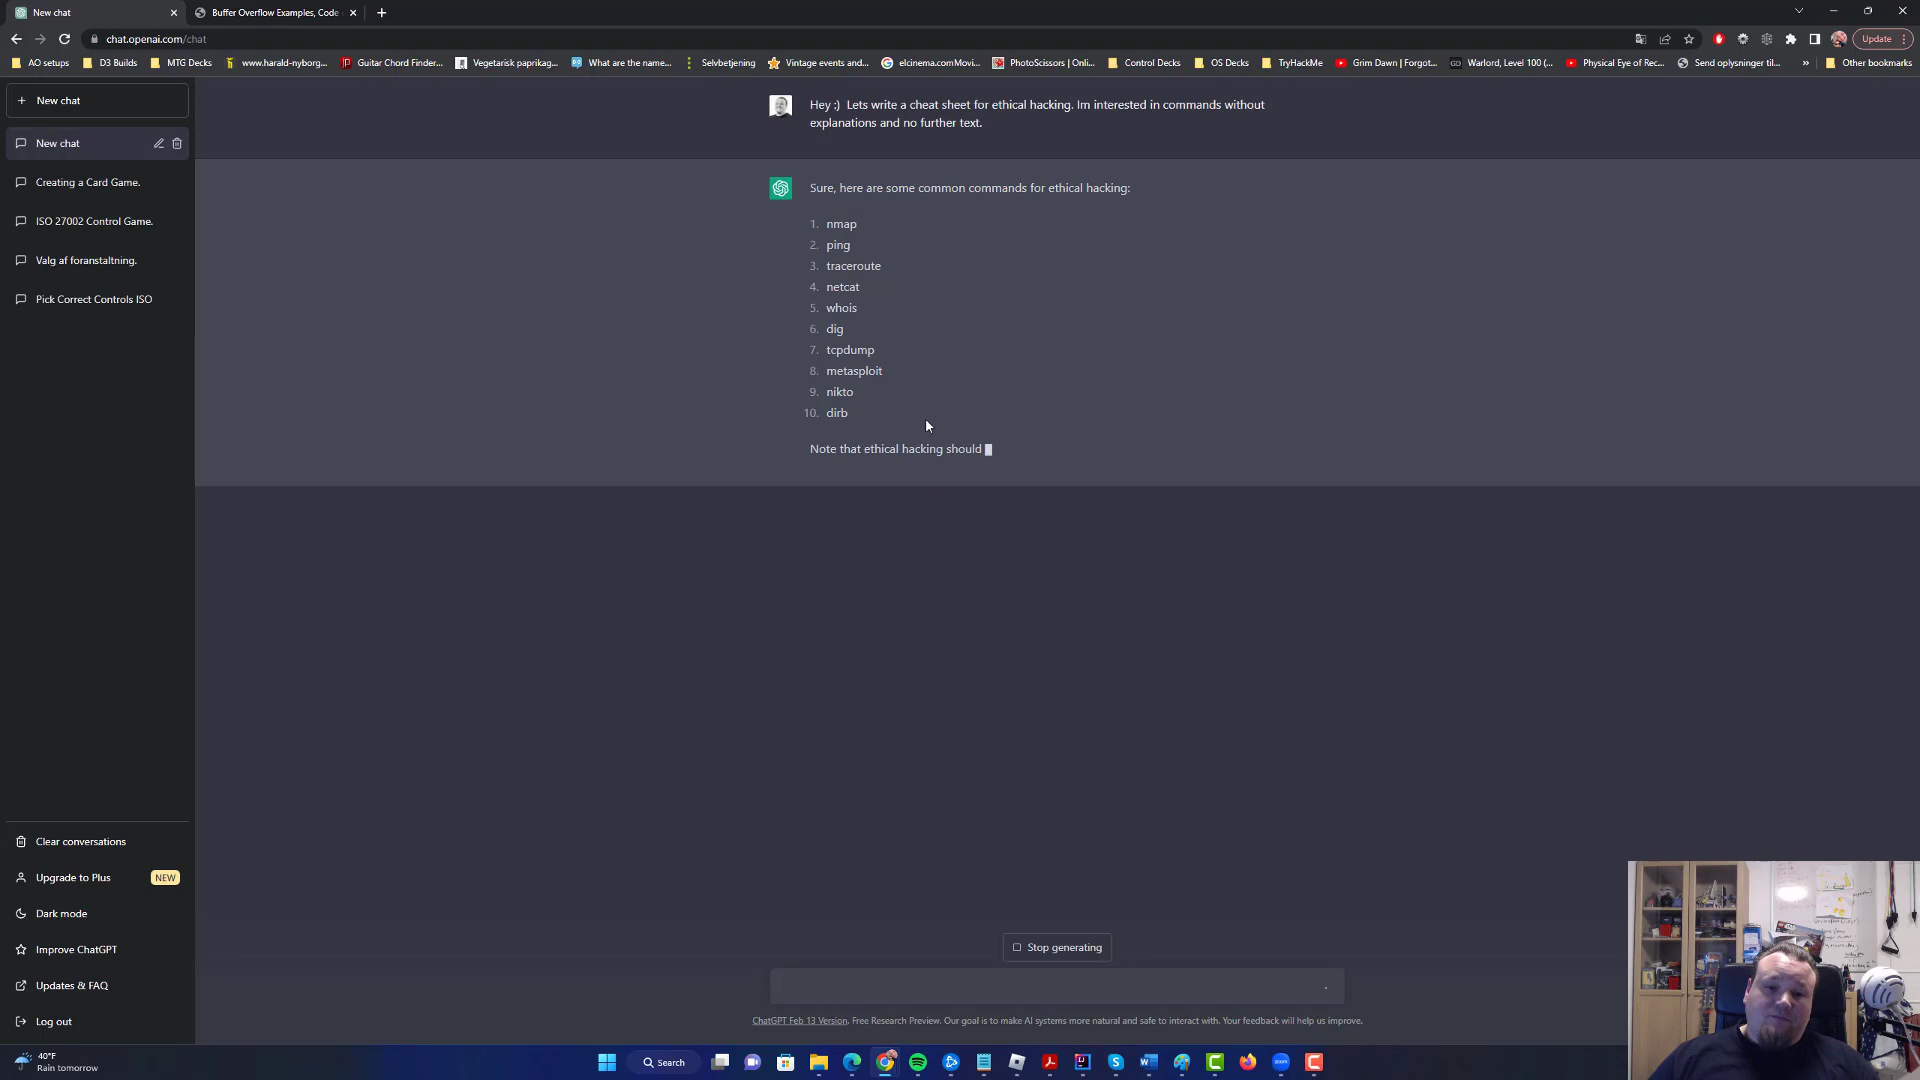 New chat
Buffer Overflow Examples, Code
chat.openai.com/chat
Update
AO setups
D3 Builds
MTG Decks
www.harald-nyborg...
Guitar Chord Finder...
Vegetarisk paprikag...
What are the name...
Selvbetjening
Vintage events and...
elcinema.comMovi...
PhotoScissors | Onli...
Control Decks
OS Decks
TryHackMe
Grim Dawn | Forgot...
Warlord, Level 100 (...
Physical Eye of Rec...
Send oplysninger til...
Other bookmarks
New chat
New chat
Creating a Card Game.
ISO 27002 Control Game.
Valg af foranstaltning.
Pick Correct Controls ISO
Hey :)  Lets write a cheat sheet for ethical hacking. Im interested in commands without
explanations and no further text.
Sure, here are some common commands for ethical hacking:
1. nmap
2. ping
3. traceroute
4. netcat
5. whois
6. dig
7. tcpdump
8. metasploit
9. nikto
10. dirb
Note that ethical hacking should
Clear conversations
Upgrade to Plus NEW
Dark mode
Improve ChatGPT
Updates & FAQ
Log out
Stop generating
ChatGPT Feb 13 Version. Free Research Preview. Our goal is to make AI systems more natural and safe to interact with. Your feedback will help us improve.
40°F
Rain tomorrow
Search